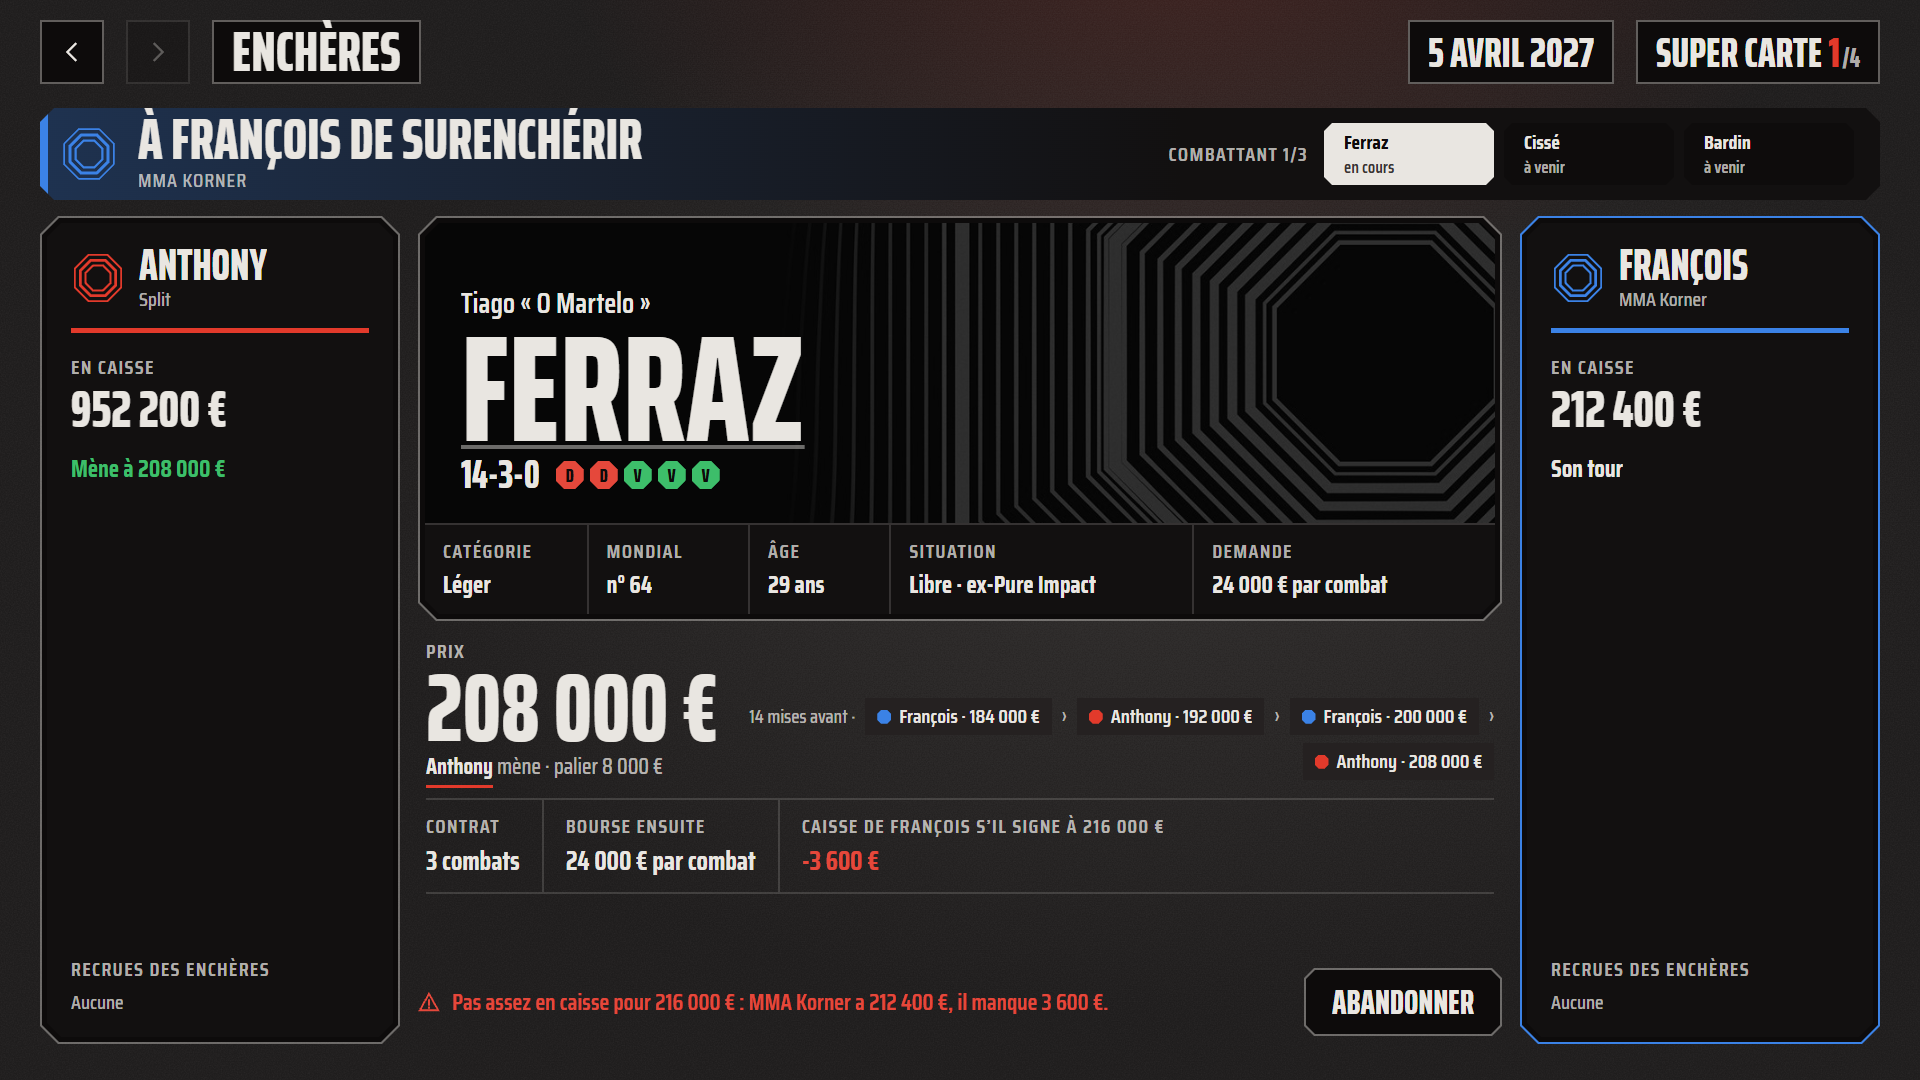 ENCHÈRES
5 AVRIL 2027
SUPER CARTE 1/4
À FRANÇOIS DE SURENCHÉRIR
MMA KORNER
COMBATTANT 1/3
Ferraz
en cours
Cissé
à venir
Bardin
à venir
ANTHONY
Split
EN CAISSE
952 200 €
Mène à 208 000 €
RECRUES DES ENCHÈRES
Aucune
Tiago « O Martelo »
FERRAZ
14-3-0 D D V V V
CATÉGORIE
Léger
MONDIAL
n° 64
ÂGE
29 ans
SITUATION
Libre · ex-Pure Impact
DEMANDE
24 000 € par combat
PRIX
208 000 €
Anthony mène · palier 8 000 €
14 mises avant · François · 184 000 € › Anthony · 192 000 € › François · 200 000 € ›
Anthony · 208 000 €
CONTRAT
3 combats
BOURSE ENSUITE
24 000 € par combat
CAISSE DE FRANÇOIS S’IL SIGNE À 216 000 €
-3 600 €
Pas assez en caisse pour 216 000 € : MMA Korner a 212 400 €, il manque 3 600 €.
ABANDONNER
FRANÇOIS
MMA Korner
EN CAISSE
212 400 €
Son tour
RECRUES DES ENCHÈRES
Aucune